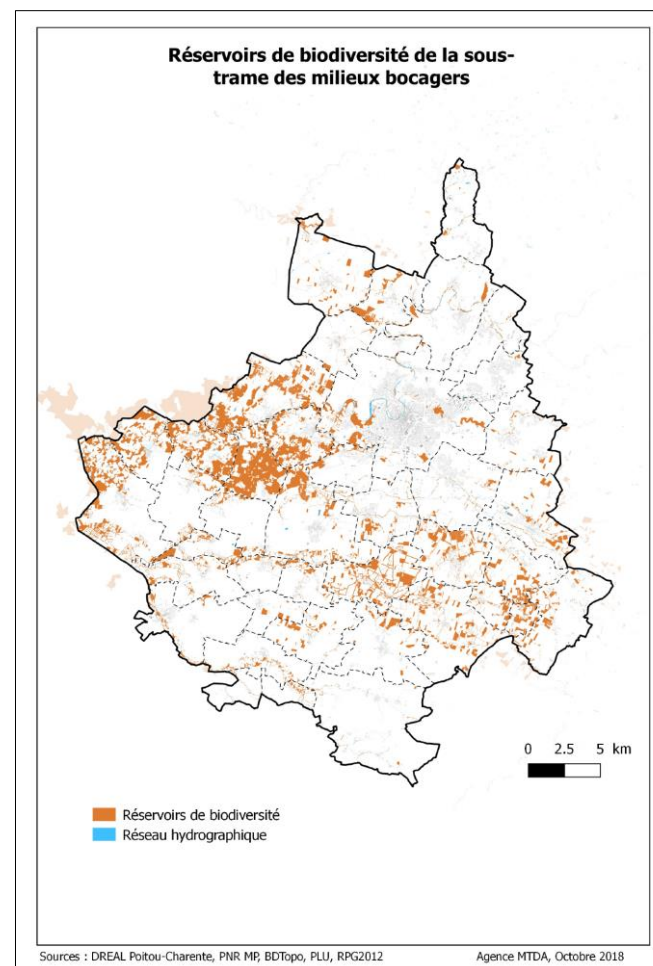 Réservoirs de biodiversité de la sous-
trame des milieux bocagers
0 2.5 5 km
Réservoirs de biodiversité
Réseau hydrographique
Sources : DREAL Poitou-Charente, PNR MP, BDTopo, PLU, RPG2012 Agence MTDA, Octobre 2018